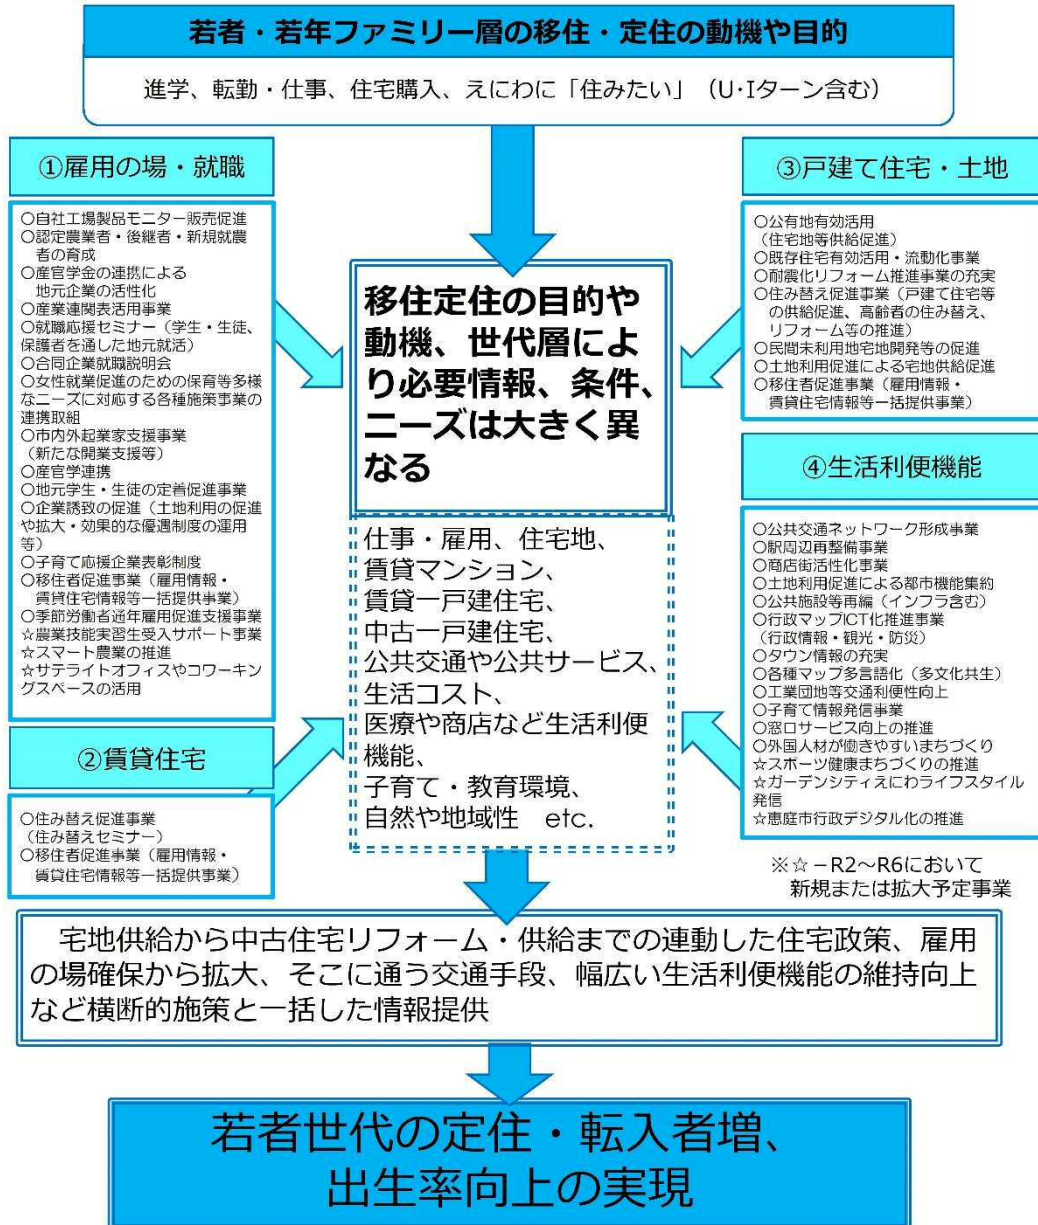 若者・若年ファミリー層の移住・定住の動機や目的
進学、転勤・仕事、住宅購入、えにわに「住みたい」（U･Iターン含む）
①雇用の場・就職
○自社工場製品モニター販売促進
○認定農業者・後継者・新規就農
者の育成
○産官学金の連携による
地元企業の活性化
○産業連関表活用事業
○就職応援セミナー（学生・生徒、
保護者を通した地元就活）
○合同企業就職説明会
○女性就業促進のための保育等多様
なニーズに対応する各種施策事業の
連携取組
○市内外起業家支援事業
（新たな開業支援等）
○産官学連携
○地元学生・生徒の定着促進事業
○企業誘致の促進（土地利用の促進
や拡大・効果的な優遇制度の運用
等）
○子育て応援企業表彰制度
○移住者促進事業（雇用情報・
賃貸住宅情報等一括提供事業）
○季節労働者通年雇用促進支援事業
☆農業技能実習生受入サポート事業
☆スマート農業の推進
☆サテライトオフィスやコワーキン
グスペースの活用
②賃貸住宅
○住み替え促進事業
（住み替えセミナー）
○移住者促進事業（雇用情報・
賃貸住宅情報等一括提供事業）
移住定住の目的や
動機、世代層によ
り必要情報、条件、
ニーズは大きく異
なる
仕事・雇用、住宅地、
賃貸マンション、
賃貸一戸建住宅、
中古一戸建住宅、
公共交通や公共サービス、
生活コスト、
医療や商店など生活利便
機能、
子育て・教育環境、
自然や地域性　etc.
③戸建て住宅・土地
○公有地有効活用
（住宅地等供給促進）
○既存住宅有効活用・流動化事業
○耐震化リフォーム推進事業の充実
○住み替え促進事業（戸建て住宅等
の供給促進、高齢者の住み替え、
リフォーム等の推進）
○民間未利用地宅地開発等の促進
○土地利用促進による宅地供給促進
○移住者促進事業（雇用情報・
賃貸住宅情報等一括提供事業）
④生活利便機能
○公共交通ネットワーク形成事業
○駅周辺再整備事業
○商店街活性化事業
○土地利用促進による都市機能集約
○公共施設等再編（インフラ含む）
○行政マップICT化推進事業
（行政情報・観光・防災）
○タウン情報の充実
○各種マップ多言語化（多文化共生）
○工業団地等交通利便性向上
○子育て情報発信事業
○窓口サービス向上の推進
○外国人材が働きやすいまちづくり
☆スポーツ健康まちづくりの推進
☆ガーデンシティえにわライフスタイル
発信
☆恵庭市行政デジタル化の推進
※☆－R2～R6において
新規または拡大予定事業
宅地供給から中古住宅リフォーム・供給までの連動した住宅政策、雇用
の場確保から拡大、そこに通う交通手段、幅広い生活利便機能の維持向上
など横断的施策と一括した情報提供
若者世代の定住・転入者増、
出生率向上の実現